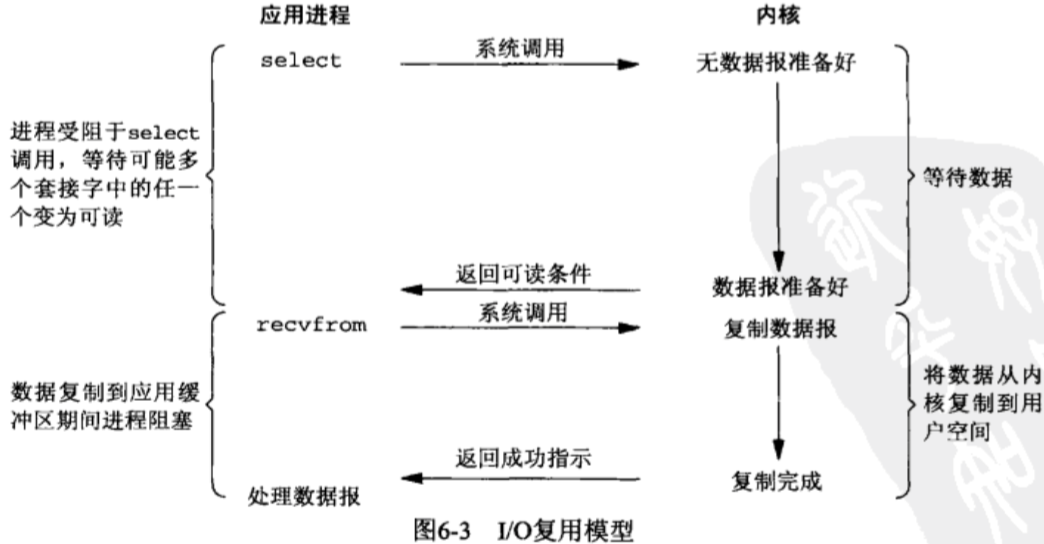 应用进程
内核
select
系统调用
无数据报准备好
进程受阻于select
调用，等待可能多
个套接字中的任一
个变为可读
等待数据
返回可读条件
数据报准备好
recvfrom
系统调用
复制数据报
数据复制到应用缓
冲区期间进程阻塞
将数据从内
核复制到用
户空间
返回成功指示
复制完成
处理数据报
图6-3 I/O复用模型